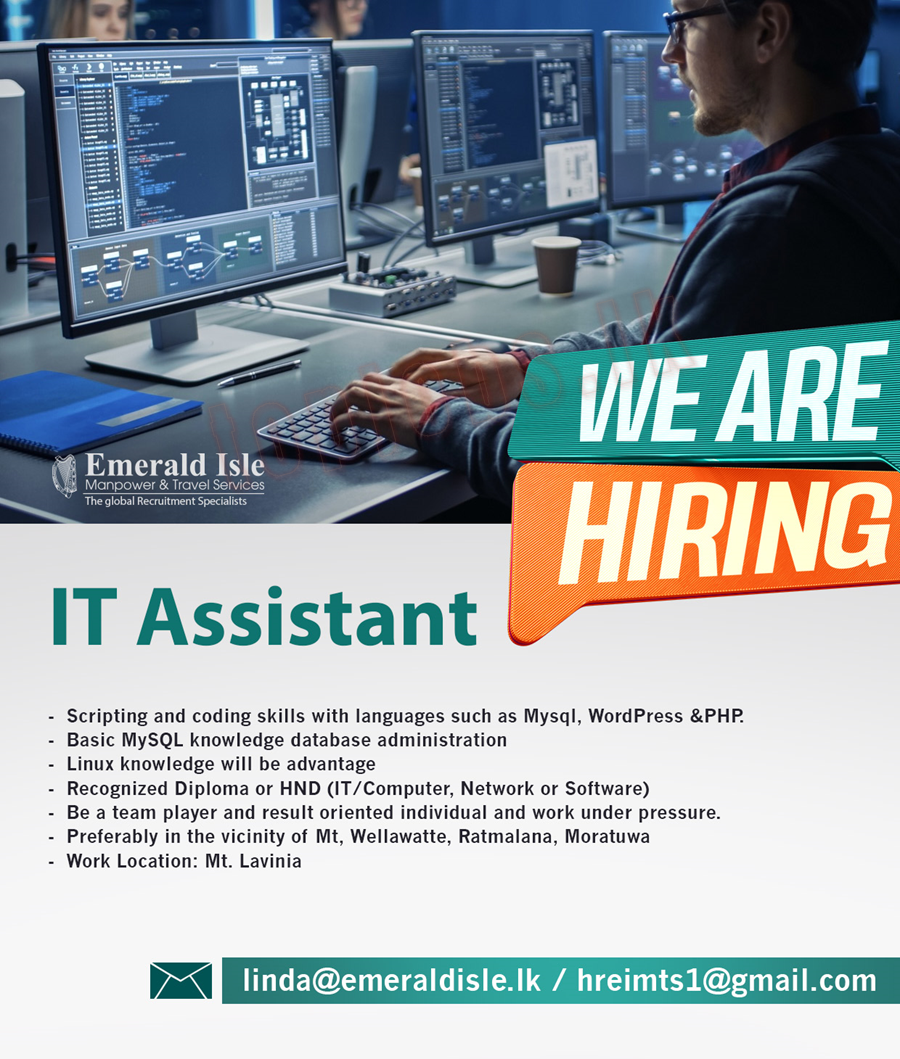 WE ARE
HIRING
Emerald Isle
Manpower & Travel Services
The global Recruitment Specialists
IT Assistant
- Scripting and coding skills with languages such as Mysql, WordPress &PHP.
- Basic MySQL knowledge database administration
- Linux knowledge will be advantage
- Recognized Diploma or HND (IT/Computer, Network or Software)
- Be a team player and result oriented individual and work under pressure.
- Preferably in the vicinity of Mt, Wellawatte, Ratmalana, Moratuwa
- Work Location: Mt. Lavinia
linda@emeraldisle.lk / hreimts1@gmail.com